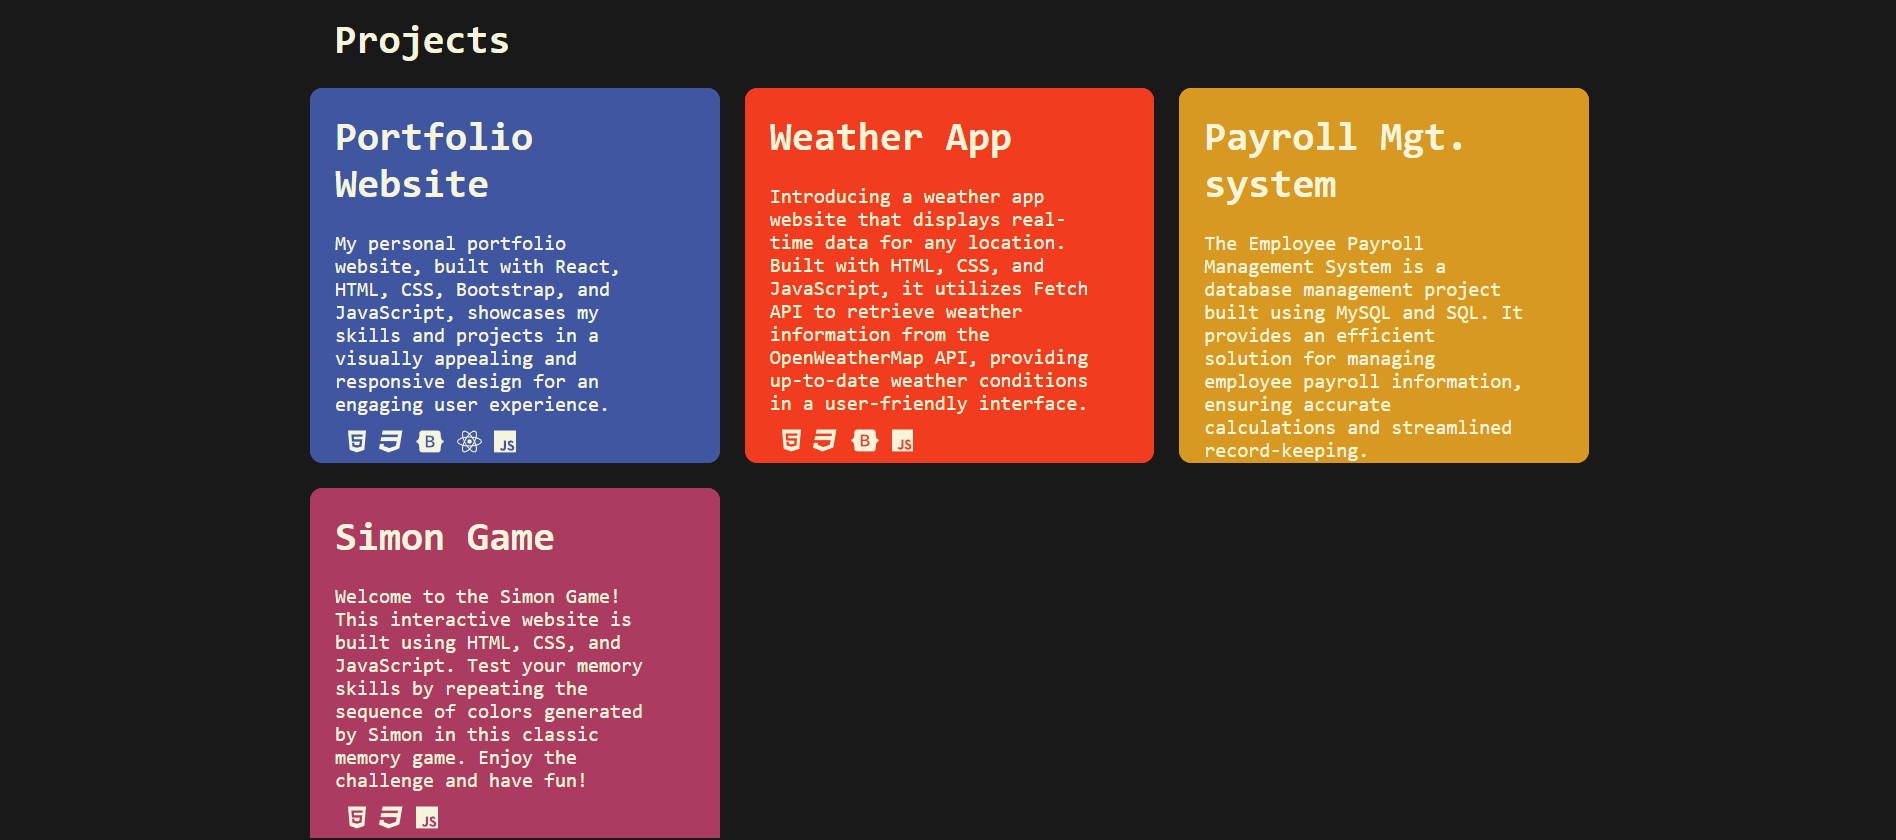 Projects
Portfolio
Website
My personal portfolio
website, built with React,
HTML, CSS, Bootstrap, and
JavaScript, showcases my
skills and projects in a
visually appealing and
responsive design for an
engaging user experience.
5
B
JS
Weather App
Introducing a weather app
website that displays real-
time data for any location.
Built with HTML, CSS, and
JavaScript, it utilizes Fetch
API to retrieve weather
information from the
OpenWeatherMap API, providing
up-to-date weather conditions
in a user-friendly interface.
5
B
JS
Payroll Mgt.
system
The Employee Payroll
Management System is a
database management project
built using MySQL and SQL. It
provides an efficient
solution for managing
employee payroll information,
ensuring accurate
calculations and streamlined
record-keeping.
Simon Game
Welcome to the Simon Game!
This interactive website is
built using HTML, CSS, and
JavaScript. Test your memory
skills by repeating the
sequence of colors generated
by Simon in this classic
memory game. Enjoy the
challenge and have fun!
5
JS